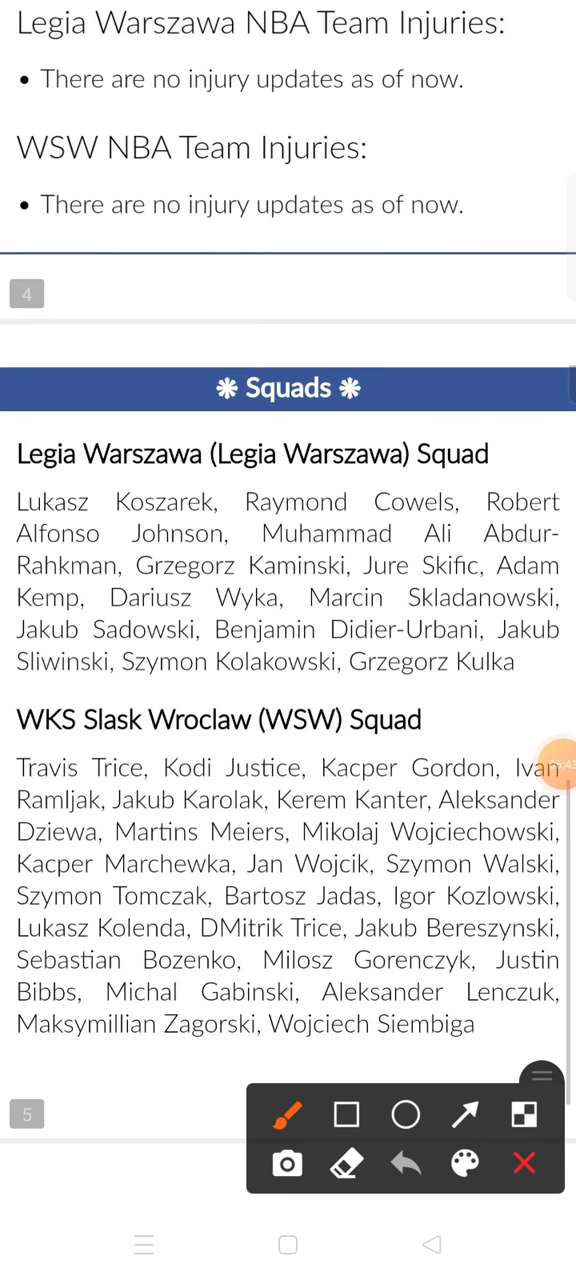 Legia Warszawa NBA Team Injuries:
• There are no injury updates as of now.
WSW NBA Team Injuries:
• There are no injury updates as of now.
4
❋ Squads ❋
Legia Warszawa (Legia Warszawa) Squad
Lukasz Koszarek, Raymond Cowels, Robert
Alfonso Johnson, Muhammad Ali Abdur-
Rahkman, Grzegorz Kaminski, Jure Skific, Adam
Kemp, Dariusz Wyka, Marcin Skladanowski,
Jakub Sadowski, Benjamin Didier-Urbani, Jakub
Sliwinski, Szymon Kolakowski, Grzegorz Kulka
WKS Slask Wroclaw (WSW) Squad
Travis Trice, Kodi Justice, Kacper Gordon, Ivan
Ramljak, Jakub Karolak, Kerem Kanter, Aleksander
Dziewa, Martins Meiers, Mikolaj Wojciechowski,
Kacper Marchewka, Jan Wojcik, Szymon Walski,
Szymon Tomczak, Bartosz Jadas, Igor Kozlowski,
Lukasz Kolenda, DMitrik Trice, Jakub Bereszynski,
Sebastian Bozenko, Milosz Gorenczyk, Justin
Bibbs, Michal Gabinski, Aleksander Lenczuk,
Maksymillian Zagorski, Wojciech Siembiga
5